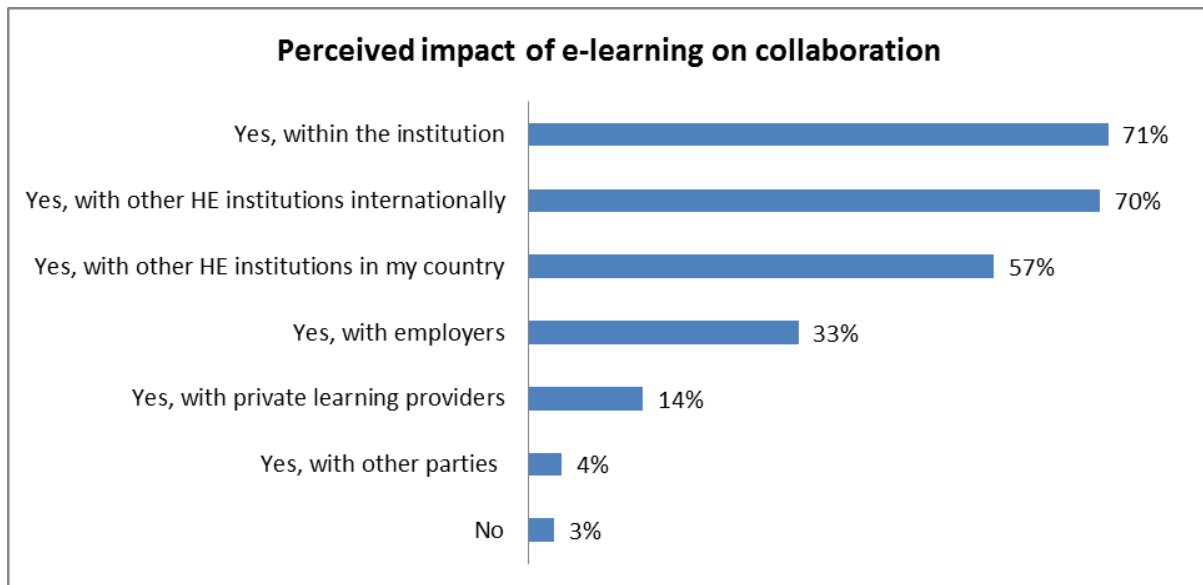 Perceived impact of e-learning on collaboration
Yes, within the institution 71%
Yes, with other HE institutions internationally 70%
Yes, with other HE institutions in my country 57%
Yes, with employers 33%
Yes, with private learning providers 14%
Yes, with other parties 4%
No 3%